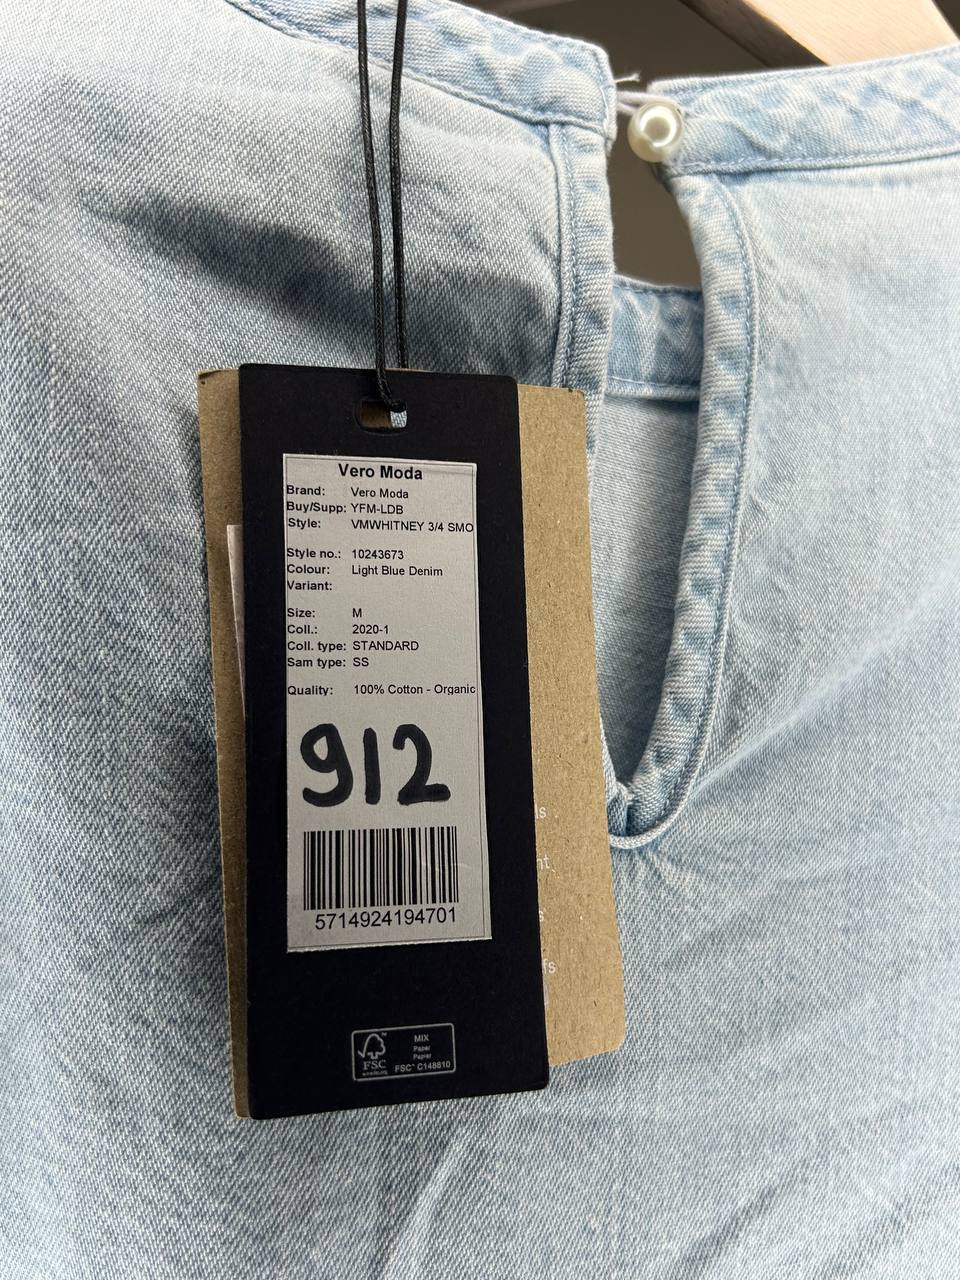 Vero Moda
Brand: Vero Moda
Buy/Supp: YFM-LDB
Style: VMWHITNEY 3/4 SMO
Style no.: 10243673
Colour: Light Blue Denim
Variant:
Size: M
Coll.: 2020-1
Coll. type: STANDARD
Sam type: SS
Quality: 100% Cotton - Organic
912
5714924194701
FSC
MIX
Paper
Papier
FSC® C148810